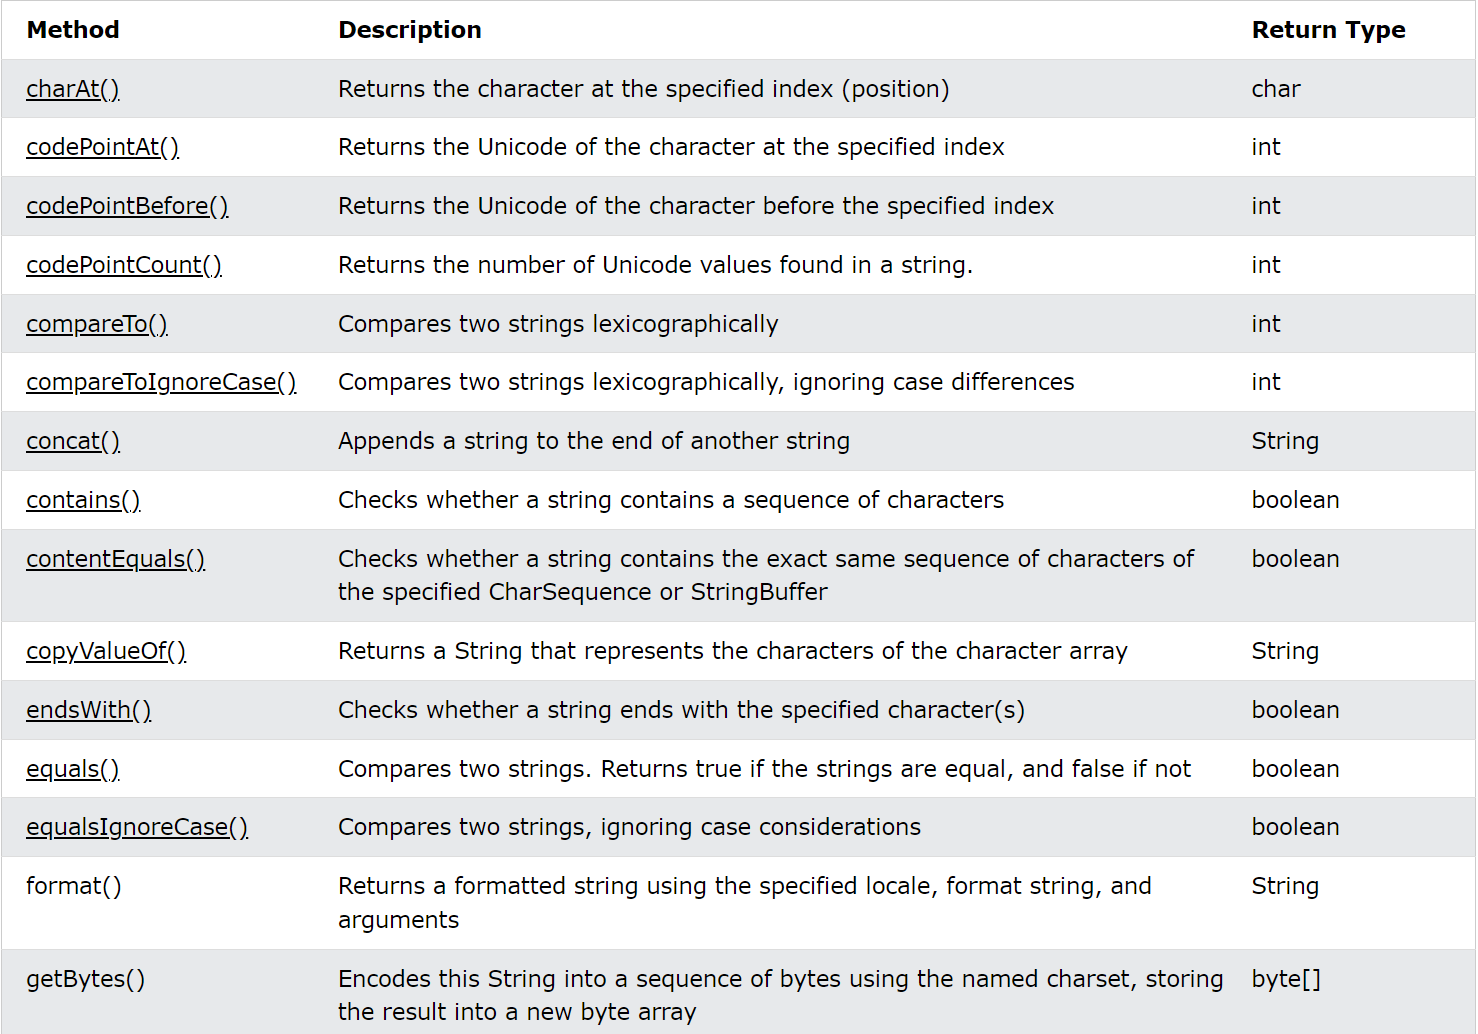 Method Description Return Type
charAt() Returns the character at the specified index (position) char
codePointAt() Returns the Unicode of the character at the specified index int
codePointBefore() Returns the Unicode of the character before the specified index int
codePointCount() Returns the number of Unicode values found in a string. int
compareTo() Compares two strings lexicographically int
compareToIgnoreCase() Compares two strings lexicographically, ignoring case differences int
concat() Appends a string to the end of another string String
contains() Checks whether a string contains a sequence of characters boolean
contentEquals() Checks whether a string contains the exact same sequence of characters of boolean
the specified CharSequence or StringBuffer
copyValueOf() Returns a String that represents the characters of the character array String
endsWith() Checks whether a string ends with the specified character(s) boolean
equals() Compares two strings. Returns true if the strings are equal, and false if not boolean
equalsIgnoreCase() Compares two strings, ignoring case considerations boolean
format() Returns a formatted string using the specified locale, format string, and String
arguments
getBytes() Encodes this String into a sequence of bytes using the named charset, storing byte[]
the result into a new byte array